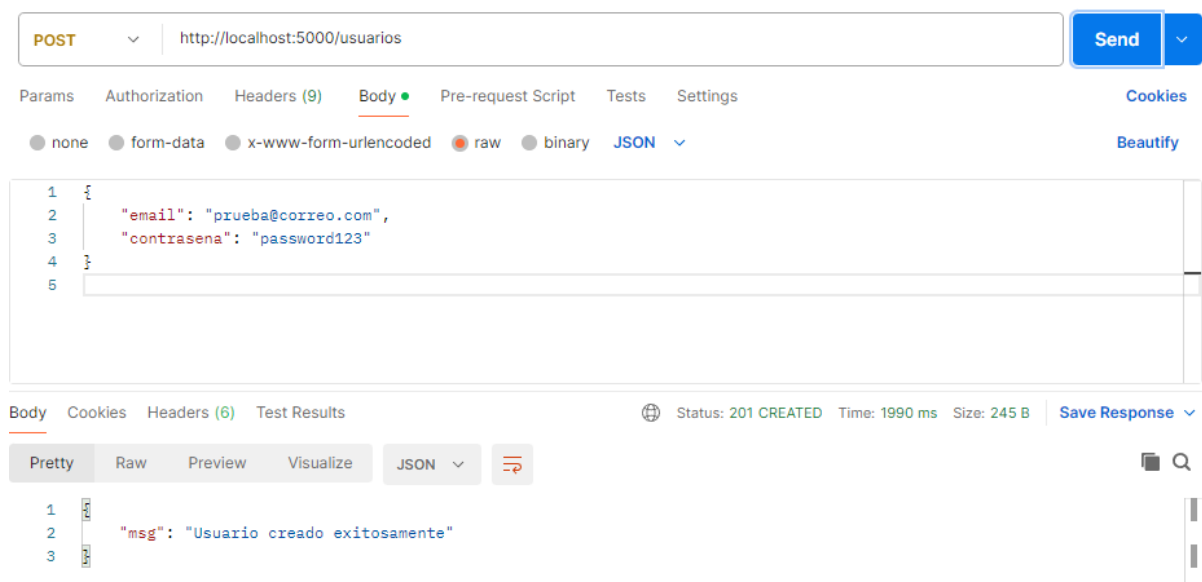 POST http://localhost:5000/usuarios Send
Params Authorization Headers (9) Body Pre-request Script Tests Settings Cookies
none form-data x-www-form-urlencoded raw binary JSON Beautify
1 {
2 "email": "prueba@correo.com",
3 "contrasena": "password123"
4 }
5
Body Cookies Headers (6) Test Results Status: 201 CREATED Time: 1990 ms Size: 245 B Save Response
Pretty Raw Preview Visualize JSON
1 {
2 "msg": "Usuario creado exitosamente"
3 }